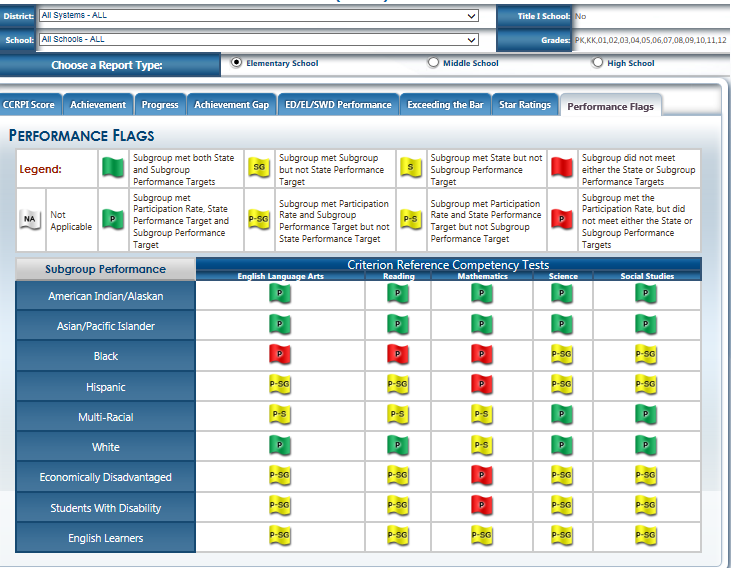 District: All Systems - ALL Title I School: No
School: All Schools - ALL Grades: PK,KK,01,02,03,04,05,06,07,08,09,10,11,12
Choose a Report Type: Elementary School Middle School High School
CCRPI Score Achievement Progress Achievement Gap ED/EL/SWD Performance Exceeding the Bar Star Ratings Performance Flags
PERFORMANCE FLAGS
Legend:
Subgroup met both State
and Subgroup
Performance Targets
SG
Subgroup met Subgroup
but not State Performance
Target
S
Subgroup met State but not
Subgroup Performance
Target
Subgroup did not meet
either the State or Subgroup
Performance Targets
NA
Not
Applicable
P
Subgroup met
Participation Rate, State
Performance Target and
Subgroup Performance
Target
P-SG
Subgroup met Participation
Rate and Subgroup
Performance Target but not
State Performance Target
P-S
Subgroup met Participation
Rate and State Performance
Target but not Subgroup
Performance Target
P
Subgroup met the
Participation Rate, but did
not meet either the State or
Subgroup Performance
Targets
Subgroup Performance Criterion Reference Competency Tests
English Language Arts Reading Mathematics Science Social Studies
American Indian/Alaskan P P P P P
Asian/Pacific Islander P P P P P
Black P P P P-SG P-SG
Hispanic P-SG P-SG P P-SG P-SG
Multi-Racial P-S P-S P-S P P
White P P P-S P P
Economically Disadvantaged P-SG P-SG P P-SG P-SG
Students With Disability P-SG P-SG P P-SG P-SG
English Learners P-SG P-SG P-SG P-SG P-SG